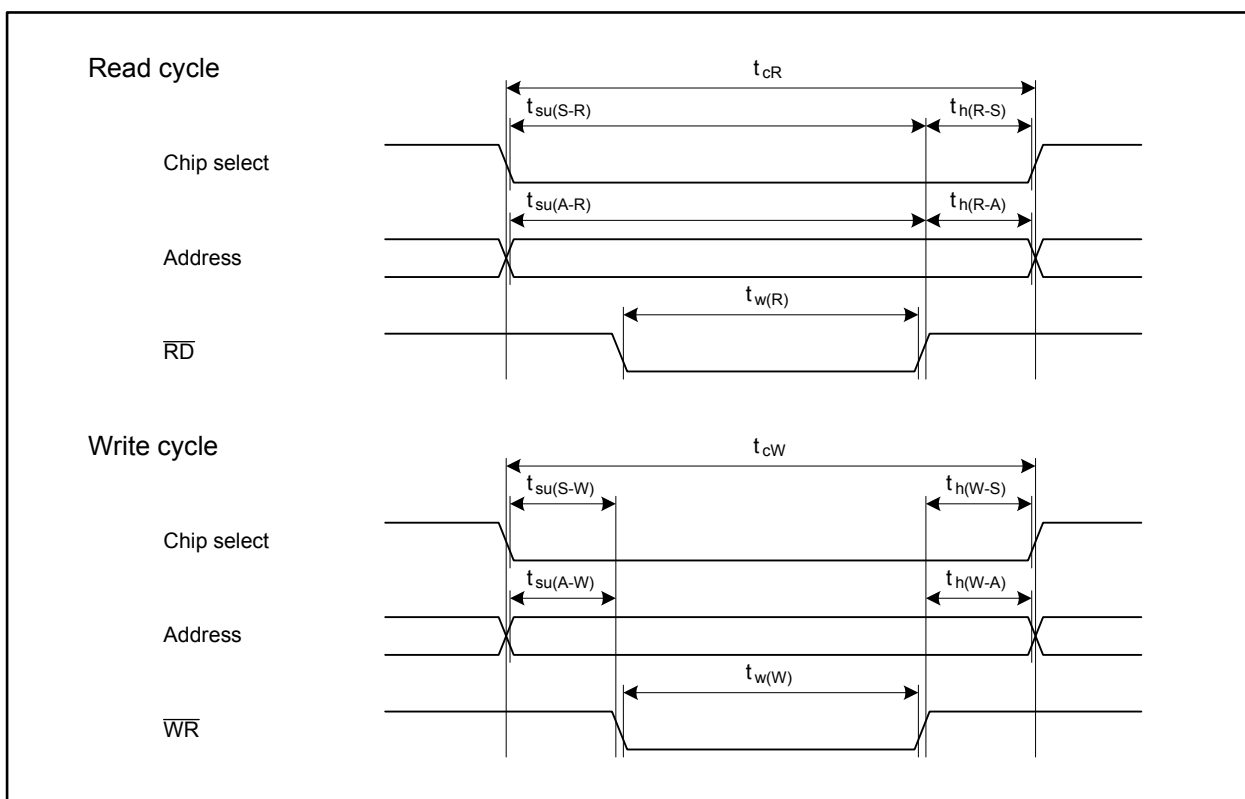 Read cycle
tcR
tsu(S-R) th(R-S)
Chip select
tsu(A-R) th(R-A)
Address
tw(R)
RD
Write cycle
tcW
tsu(S-W) th(W-S)
Chip select
tsu(A-W) th(W-A)
Address
tw(W)
WR